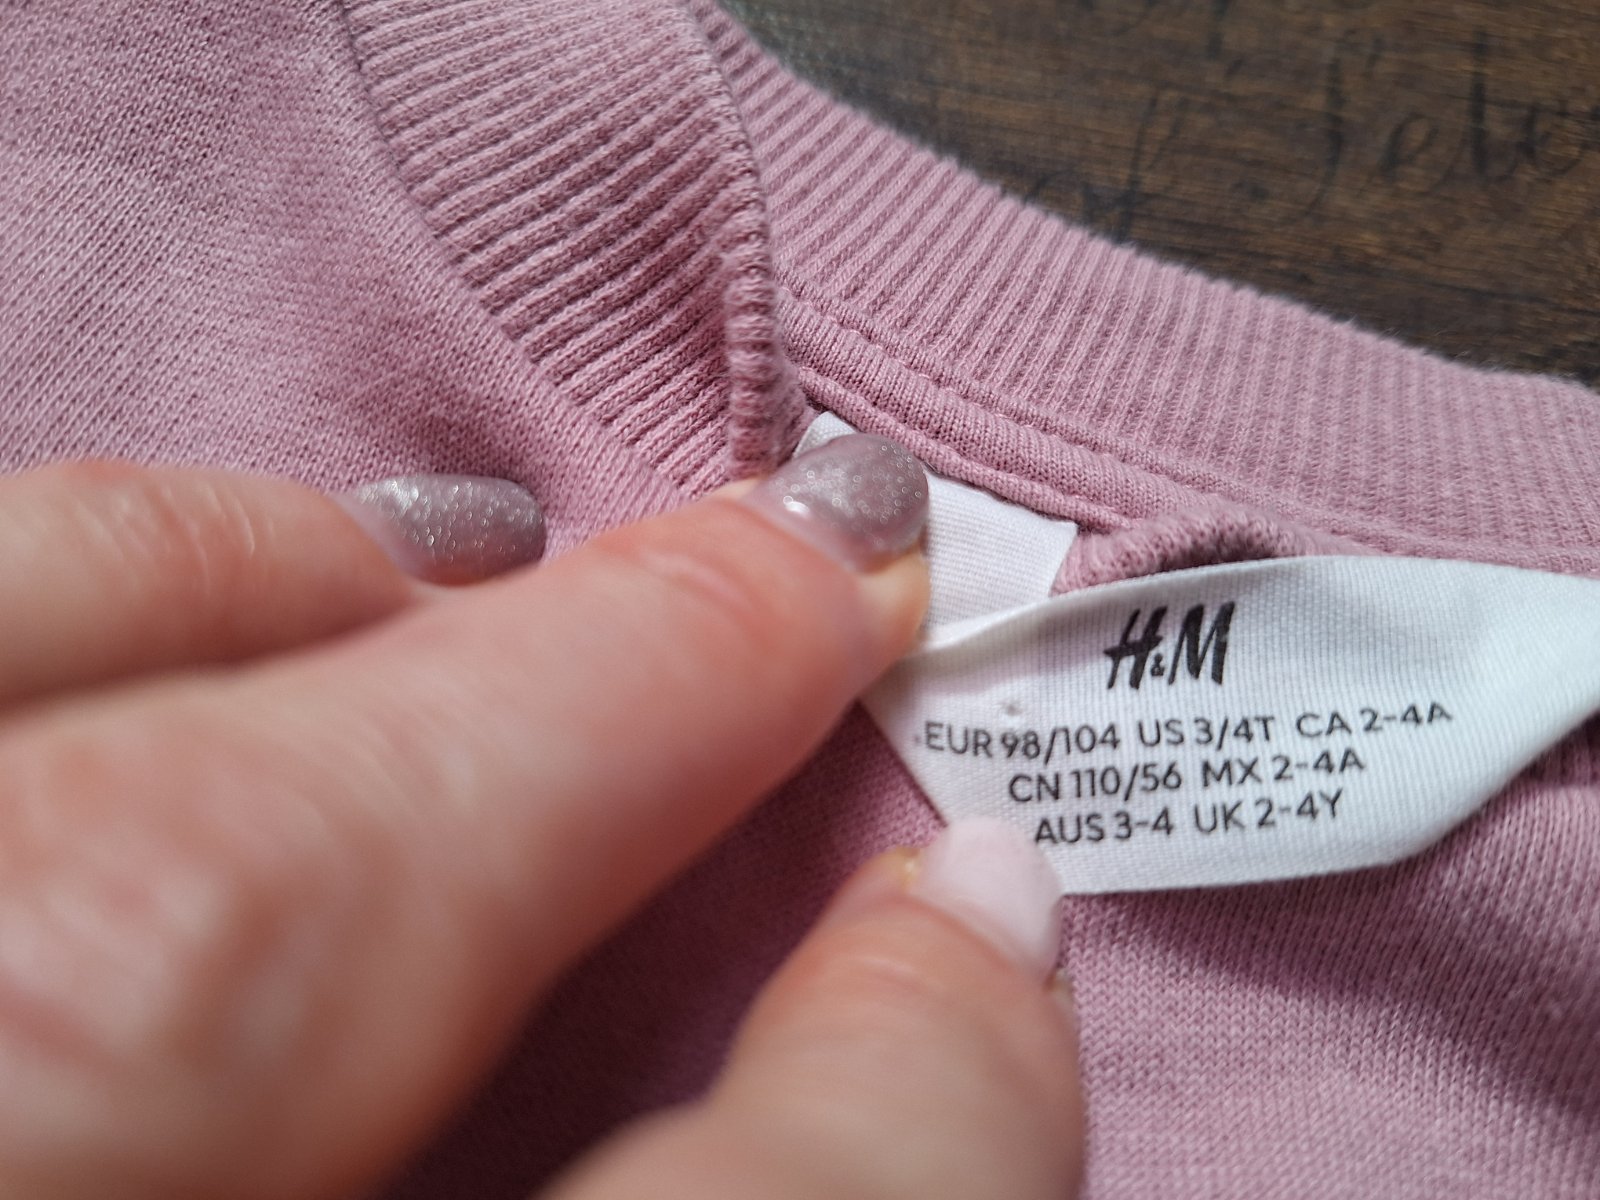 H&M
EUR 98/104 US 3/4T CA 2-4A
CN 110/56 MX 2-4A
AUS 3-4 UK 2-4Y